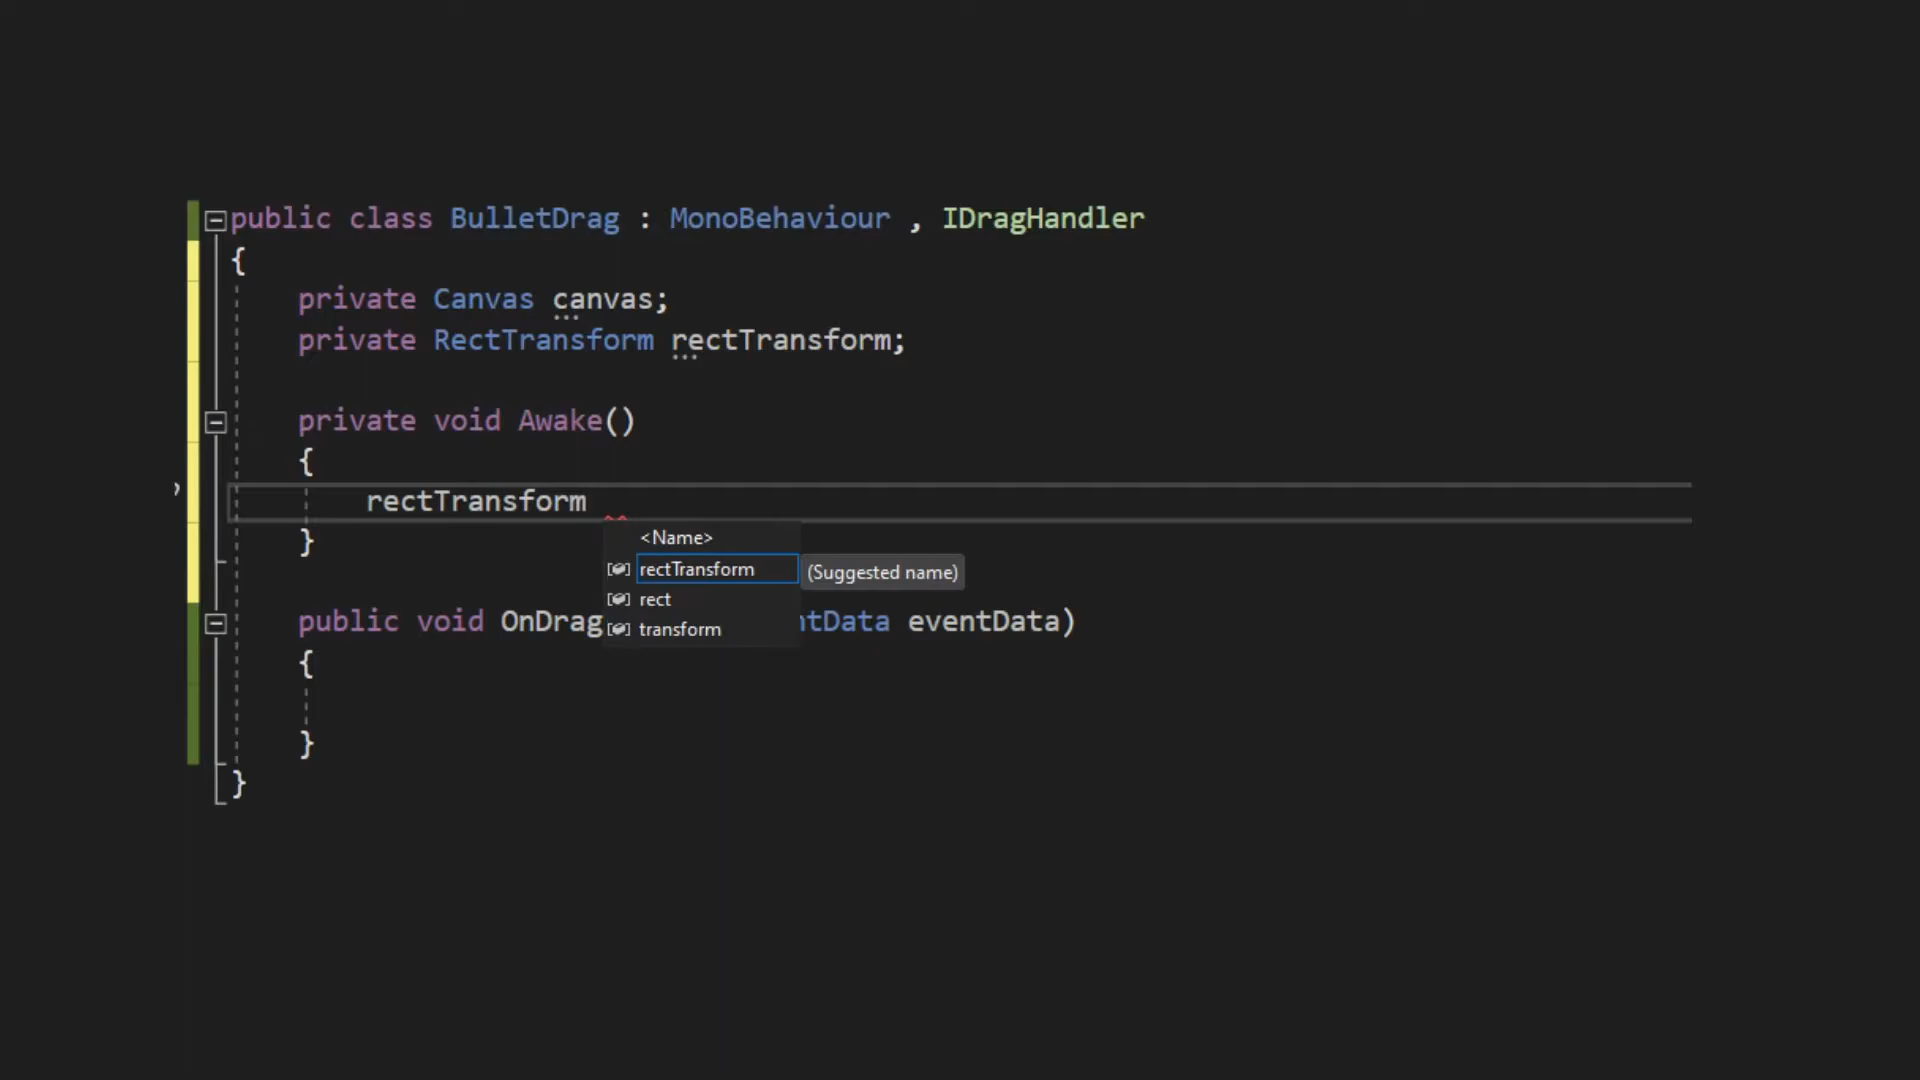 public class BulletDrag : MonoBehaviour , IDragHandler
{
private Canvas canvas;
private RectTransform rectTransform;
private void Awake()
{
rectTransform
}
<Name>
rectTransform (Suggested name)
rect
transform
public void OnDrag ntData eventData)
{
}
}